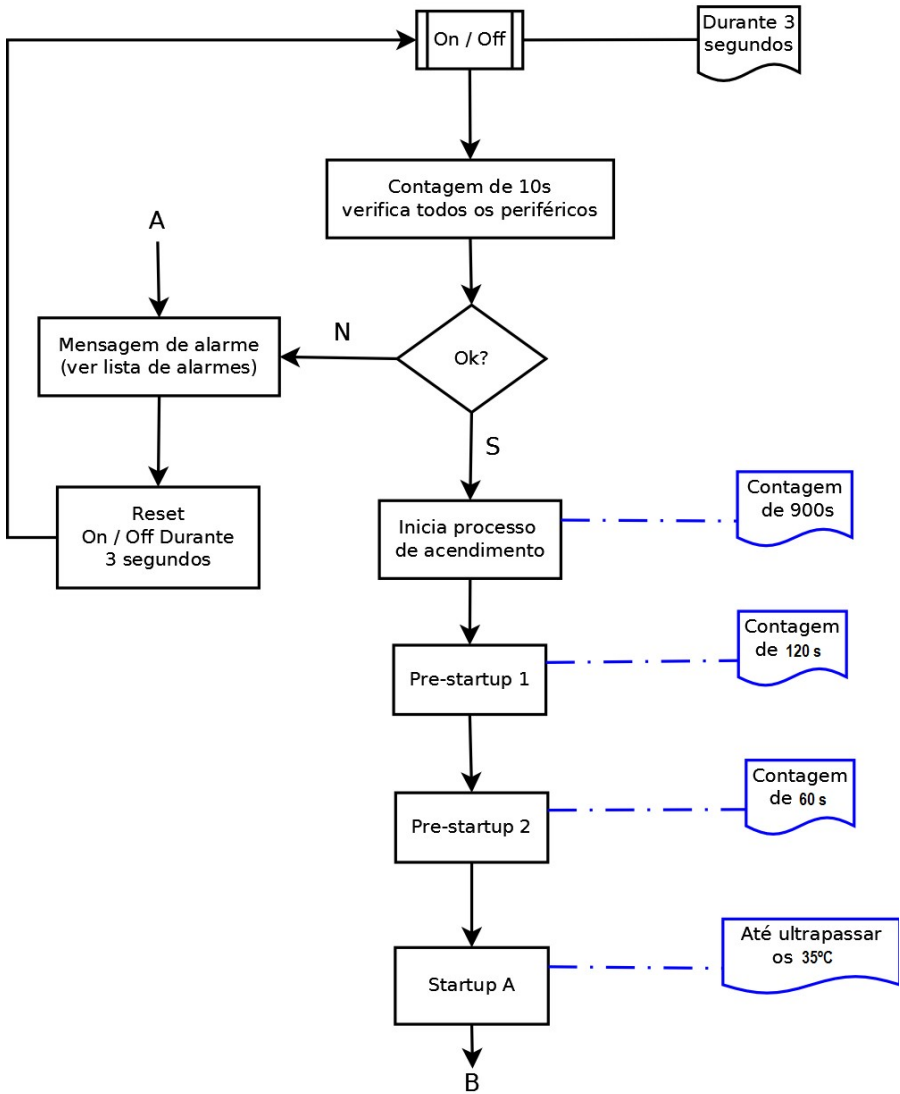 On / Off
Durante 3
segundos
Contagem de 10s
verifica todos os periféricos
A
Mensagem de alarme
(ver lista de alarmes)
N
Ok?
S
Reset
On / Off Durante
3 segundos
Inicia processo
de acendimento
Contagem
de 900s
Pre-startup 1
Contagem
de 120 s
Pre-startup 2
Contagem
de 60 s
Startup A
Até ultrapassar
os 35ºC
B